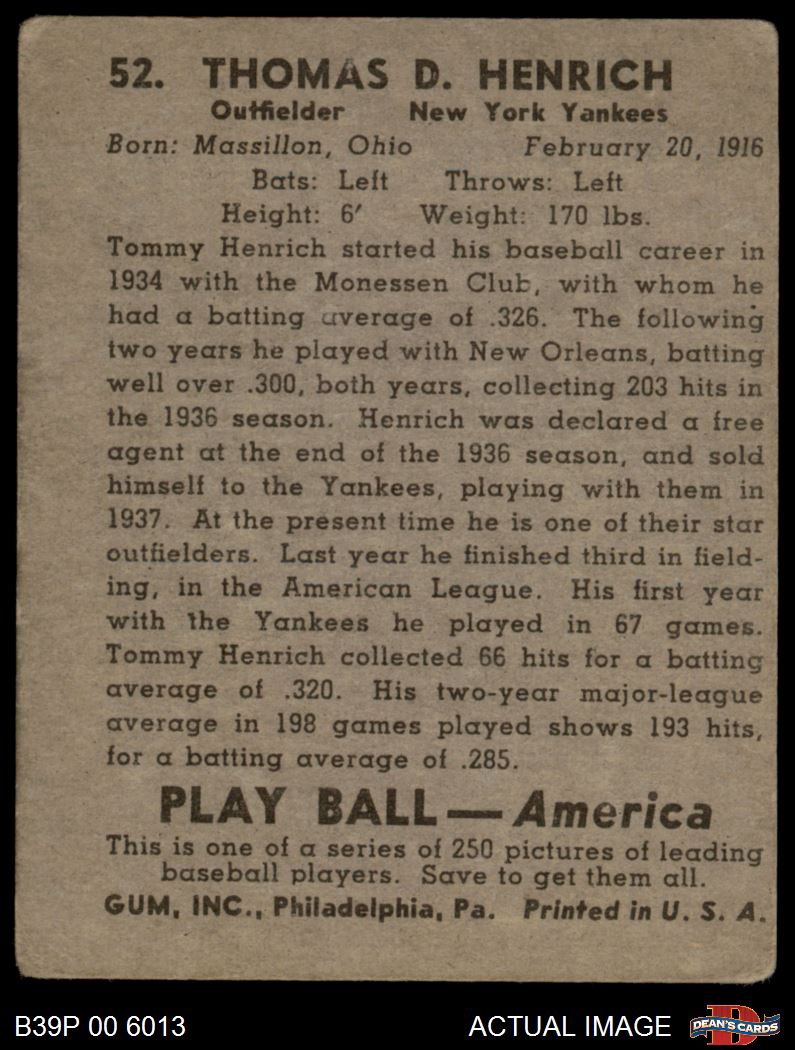 52. THOMAS D. HENRICH
Outfielder New York Yankees
Born: Massillon, Ohio February 20, 1916
Bats: Left Throws: Left
Height: 6′ Weight: 170 lbs.
Tommy Henrich started his baseball career in
1934 with the Monessen Club, with whom he
had a batting average of .326. The following
two years he played with New Orleans, batting
well over .300, both years, collecting 203 hits in
the 1936 season. Henrich was declared a free
agent at the end of the 1936 season, and sold
himself to the Yankees, playing with them in
1937. At the present time he is one of their star
outfielders. Last year he finished third in field-
ing, in the American League. His first year
with the Yankees he played in 67 games.
Tommy Henrich collected 66 hits for a batting
average of .320. His two-year major-league
average in 198 games played shows 193 hits,
for a batting average of .285.
PLAY BALL—America
This is one of a series of 250 pictures of leading
baseball players. Save to get them all.
GUM, INC., Philadelphia, Pa. Printed in U. S. A.
B39P 00 6013 ACTUAL IMAGE DEAN'S CARDS